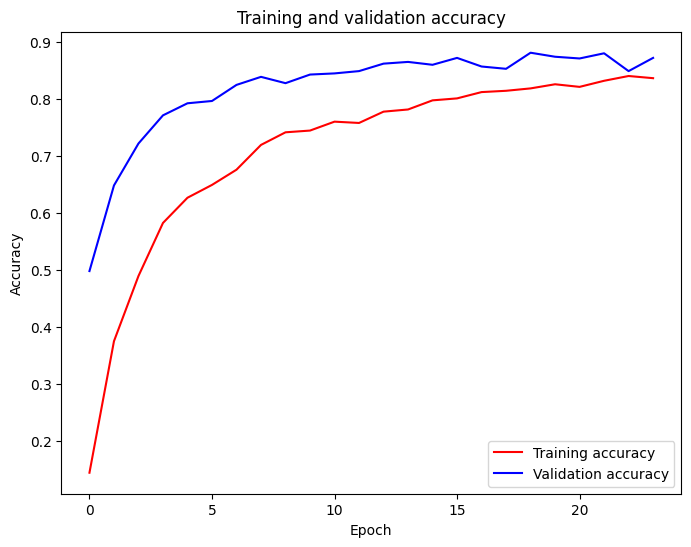 Training and validation accuracy
0.9
0.8
0.7
0.6
0.5
0.4
0.3
0.2
Accuracy
0 5 10 15 20
Epoch
Training accuracy
Validation accuracy